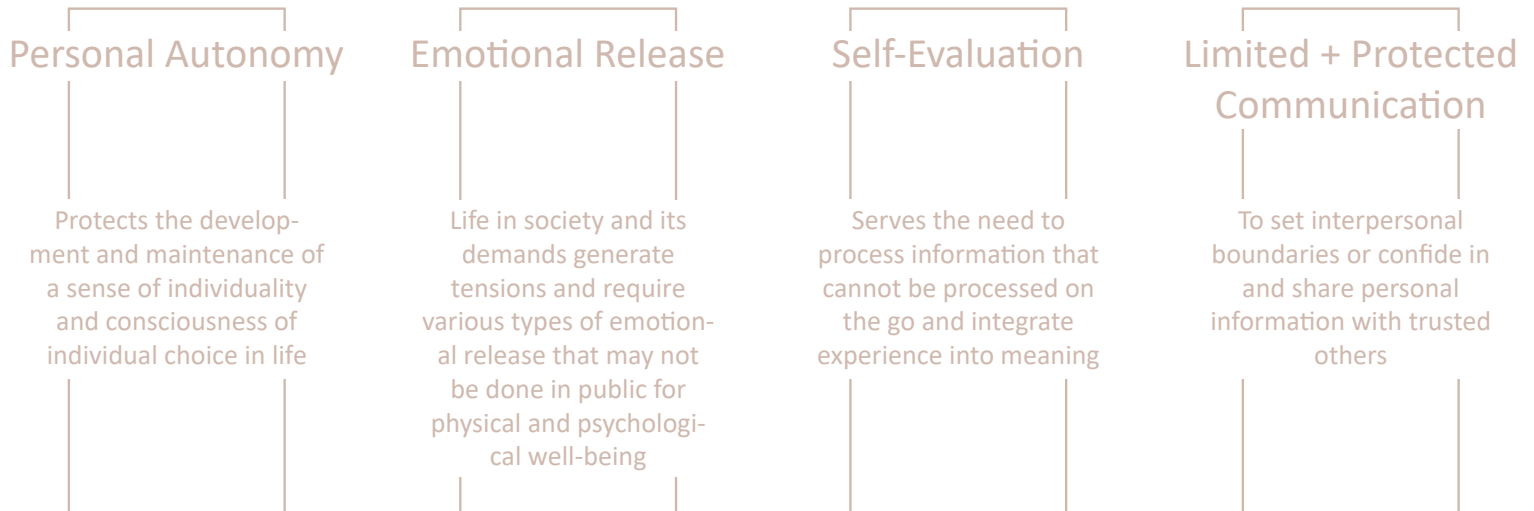 Personal Autonomy
Protects the develop-
ment and maintenance of
a sense of individuality
and consciousness of
individual choice in life
Emotional Release
Life in society and its
demands generate
tensions and require
various types of emotion-
al release that may not
be done in public for
physical and psychologi-
cal well-being
Self-Evaluation
Serves the need to
process information that
cannot be processed on
the go and integrate
experience into meaning
Limited + Protected
Communication
To set interpersonal
boundaries or confide in
and share personal
information with trusted
others